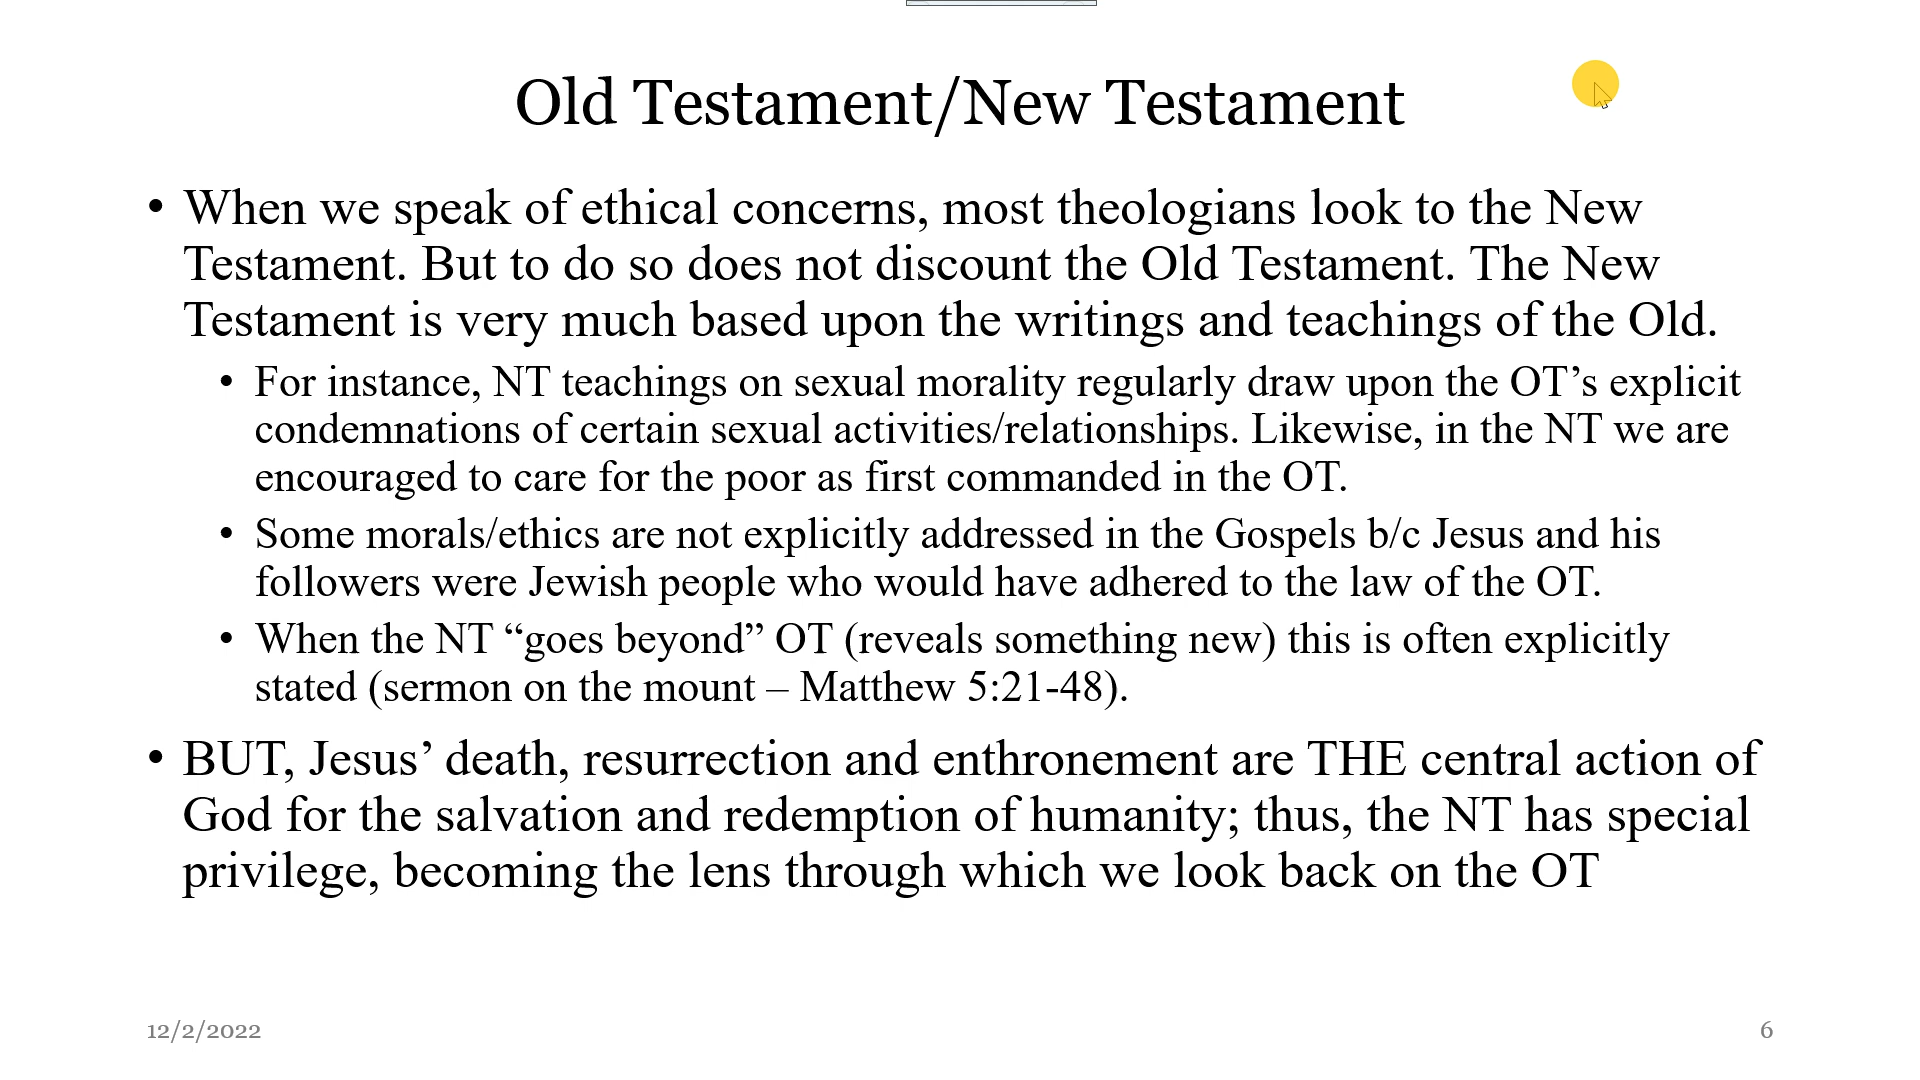 Old Testament/New Testament
• When we speak of ethical concerns, most theologians look to the New
Testament. But to do so does not discount the Old Testament. The New
Testament is very much based upon the writings and teachings of the Old.
• For instance, NT teachings on sexual morality regularly draw upon the OT’s explicit
condemnations of certain sexual activities/relationships. Likewise, in the NT we are
encouraged to care for the poor as first commanded in the OT.
• Some morals/ethics are not explicitly addressed in the Gospels b/c Jesus and his
followers were Jewish people who would have adhered to the law of the OT.
• When the NT “goes beyond” OT (reveals something new) this is often explicitly
stated (sermon on the mount – Matthew 5:21-48).
• BUT, Jesus’ death, resurrection and enthronement are THE central action of
God for the salvation and redemption of humanity; thus, the NT has special
privilege, becoming the lens through which we look back on the OT
12/2/2022
6